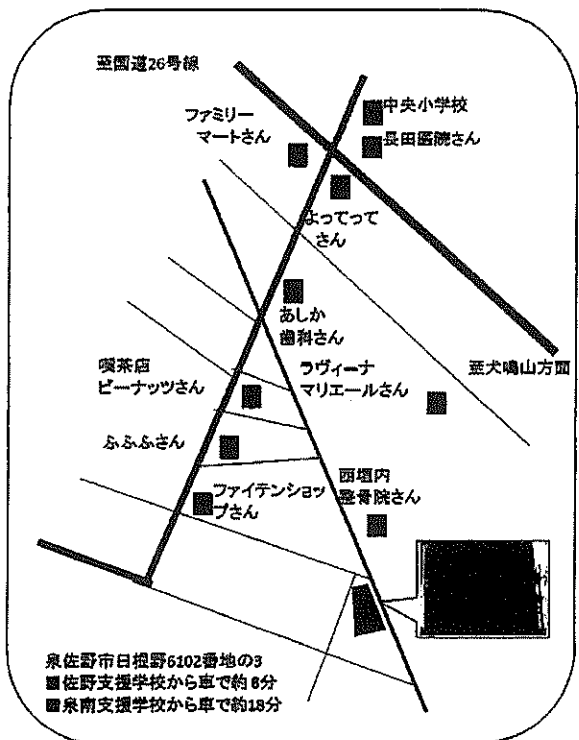 至国道26号線
中央小学校
ファミリー
マートさん
長田医院さん
よってって
さん
あしか
歯科さん
喫茶店
ピーナッツさん
ラヴィーナ
マリエールさん
至犬鳴山方面
ふふふさん
ファイテンショッ
プさん
西垣内
整骨院さん
泉佐野市日根野6102番地の3
■佐野支援学校から車で約8分
■泉南支援学校から車で約18分